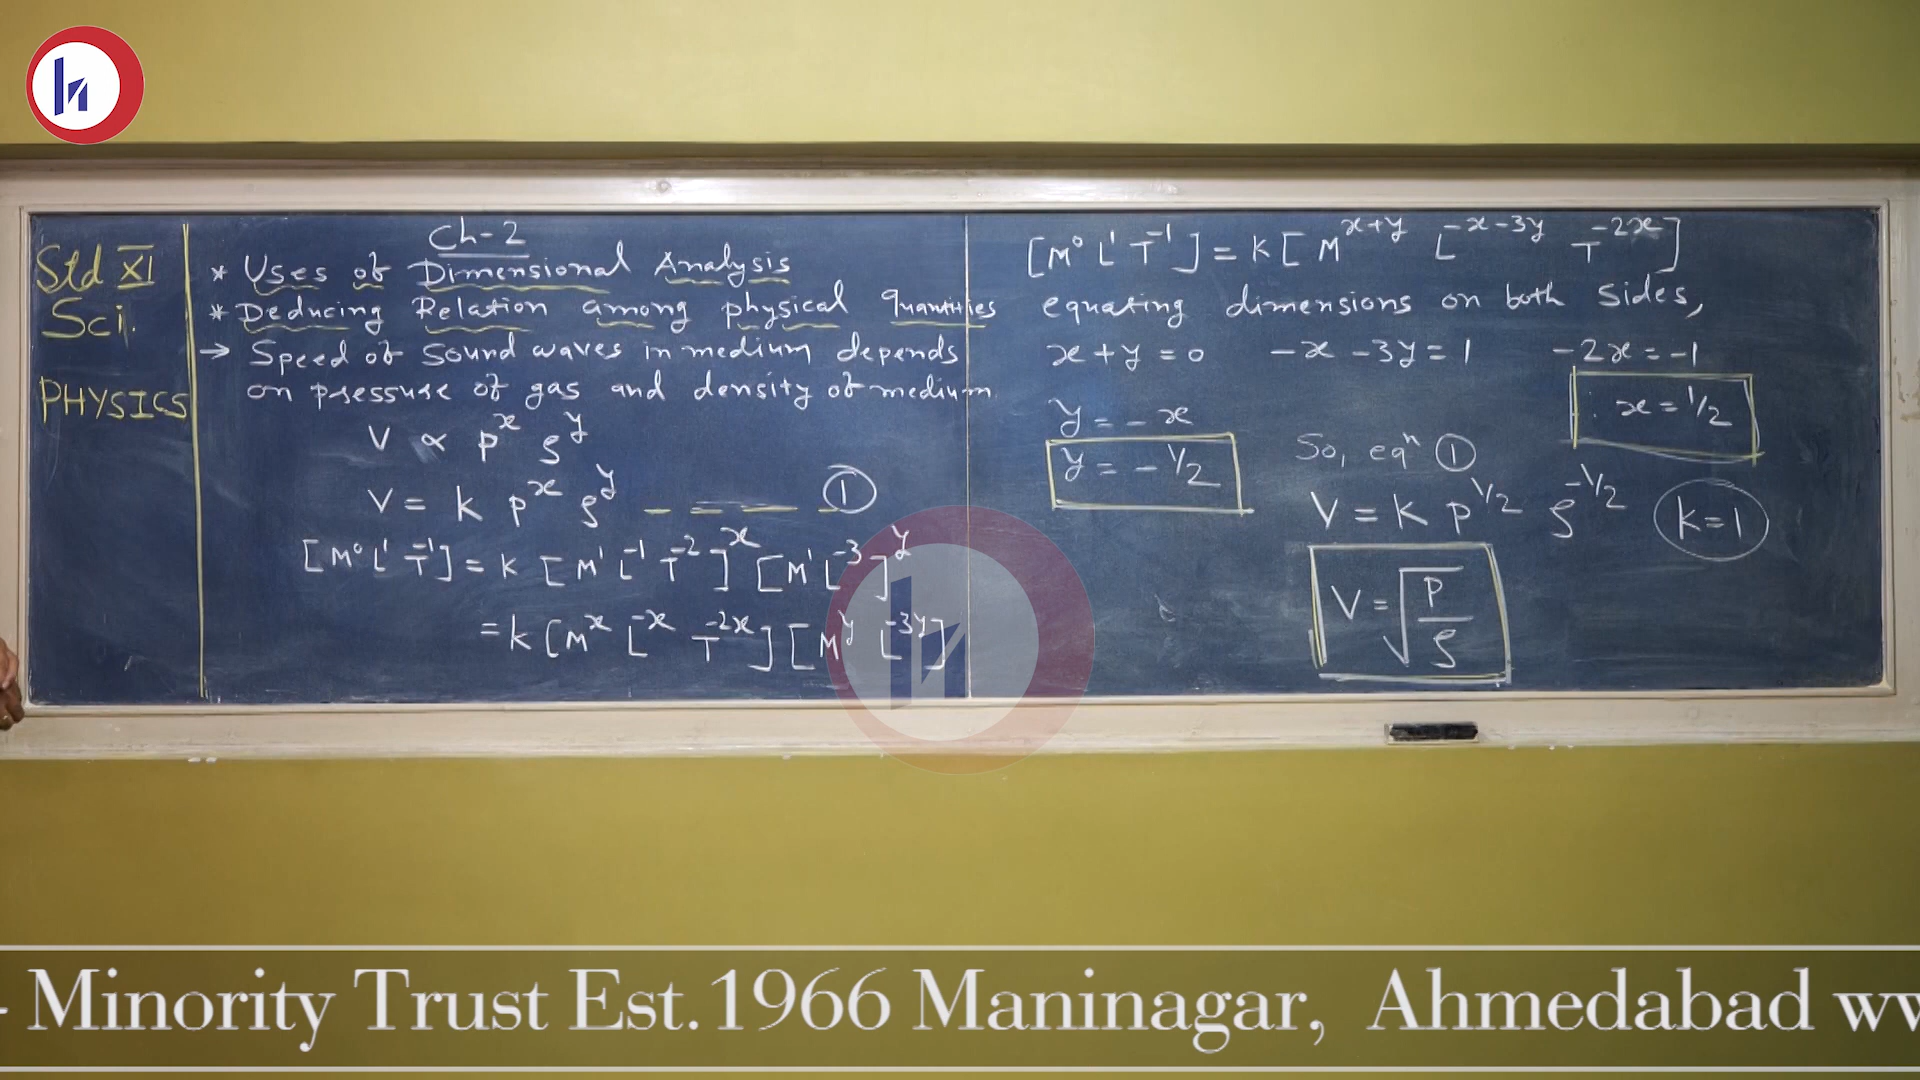 Std XI
Sci.
PHYSICS
Ch-2
* Uses of Dimensional Analysis
* Deducing Relation among physical Quantities
→ Speed of Sound waves in medium depends
on pressure of gas and density of medium
V ∝ P^x ρ^y
V = k P^x ρ^y ---- ①
[M⁰ L¹ T⁻¹] = k [M¹ L⁻¹ T⁻²]^x [M¹ L⁻³]^y
= k [M^x L^-x T^-2x] [M^y L^-3y]
[M⁰ L¹ T⁻¹] = k [M^x+y L^-x-3y T^-2x]
equating dimensions on both sides,
x + y = 0 -x -3y = 1 -2x = -1
x = 1/2
y = -x
y = -1/2
So, eqⁿ ①
V = k P^1/2 ρ^-1/2 k=1
V = √(P/ρ)
- Minority Trust Est.1966 Maninagar, Ahmedabad ww